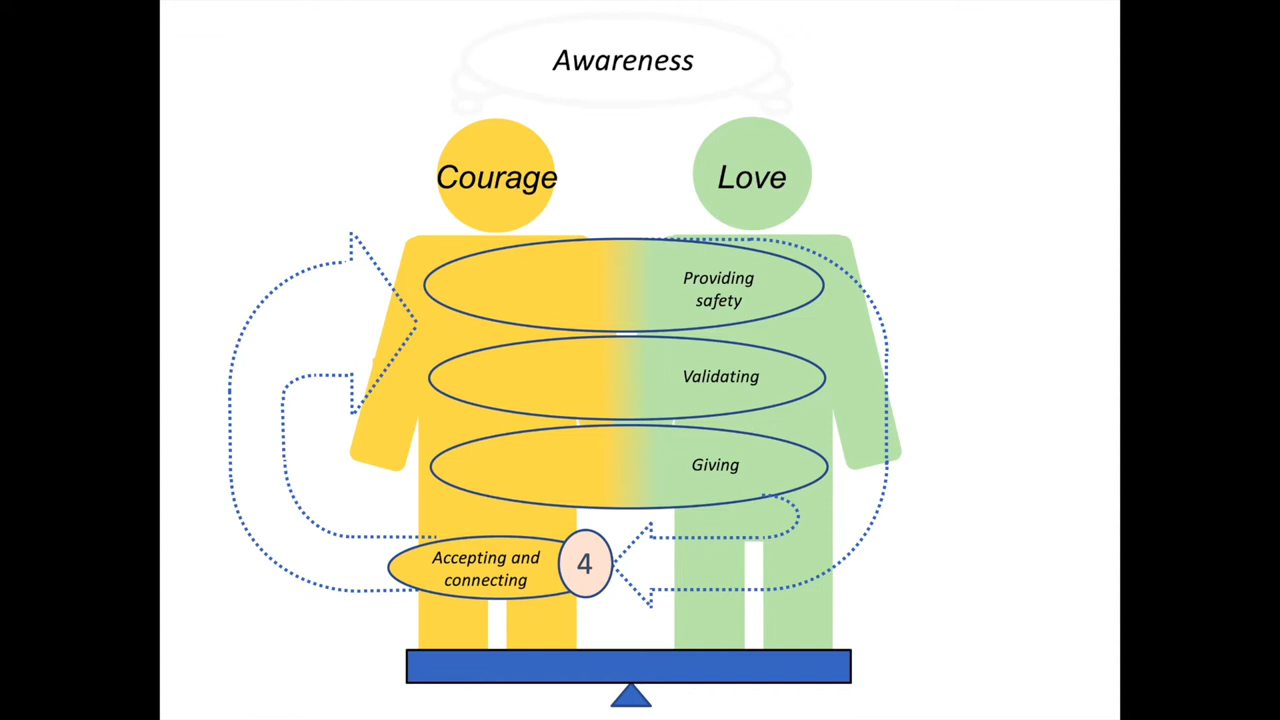 Awareness
Courage
Love
Providing
safety
Validating
Giving
Accepting and
connecting
4